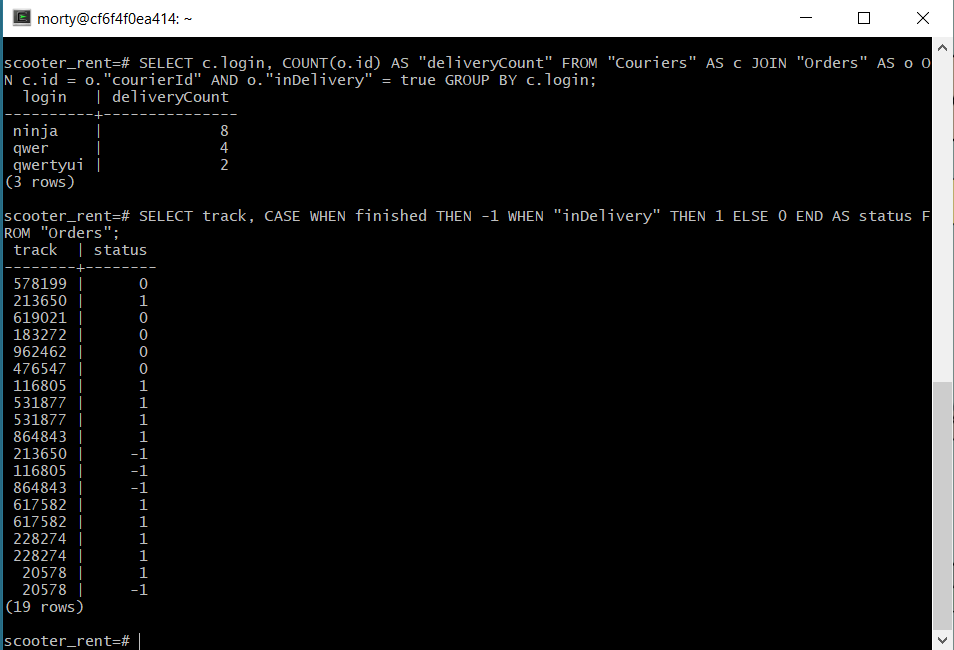 morty@cf6f4f0ea414: ~
scooter_rent=# SELECT c.login, COUNT(o.id) AS "deliveryCount" FROM "Couriers" AS c JOIN "Orders" AS o O
N c.id = o."courierId" AND o."inDelivery" = true GROUP BY c.login;
  login   | deliveryCount
----------+---------------
 ninja    |             8
 qwer     |             4
 qwertyui |             2
(3 rows)
scooter_rent=# SELECT track, CASE WHEN finished THEN -1 WHEN "inDelivery" THEN 1 ELSE 0 END AS status F
ROM "Orders";
 track  | status
--------+--------
 578199 |      0
 213650 |      1
 619021 |      0
 183272 |      0
 962462 |      0
 476547 |      0
 116805 |      1
 531877 |      1
 531877 |      1
 864843 |      1
 213650 |     -1
 116805 |     -1
 864843 |     -1
 617582 |      1
 617582 |      1
 228274 |      1
 228274 |      1
  20578 |      1
  20578 |     -1
(19 rows)
scooter_rent=#